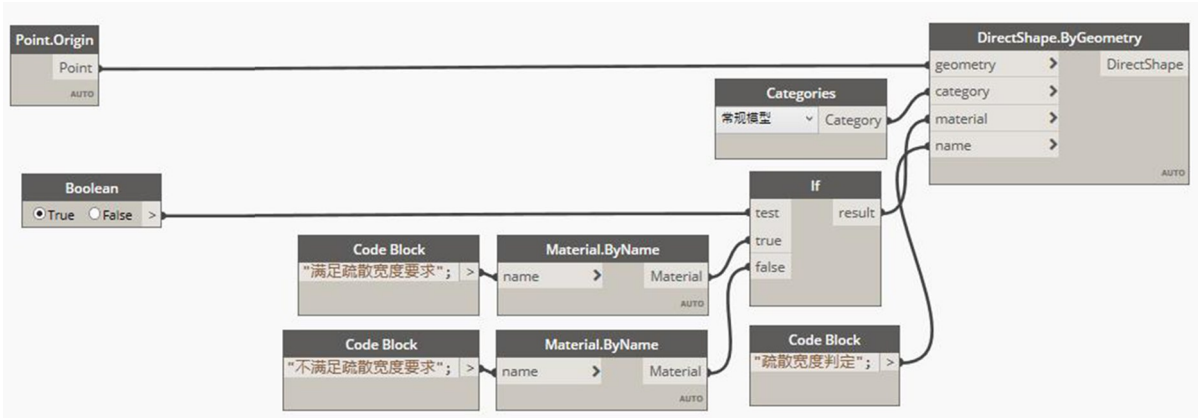 Point.Origin
Point
AUTO
DirectShape.ByGeometry
geometry > DirectShape
category >
material >
name >
AUTO
Categories
常规模型 Category
Boolean
True False >
If
test result
true
false
Code Block
"满足疏散宽度要求"; >
Material.ByName
name > Material
AUTO
Code Block
"不满足疏散宽度要求"; >
Material.ByName
name > Material
AUTO
Code Block
"疏散宽度判定"; >